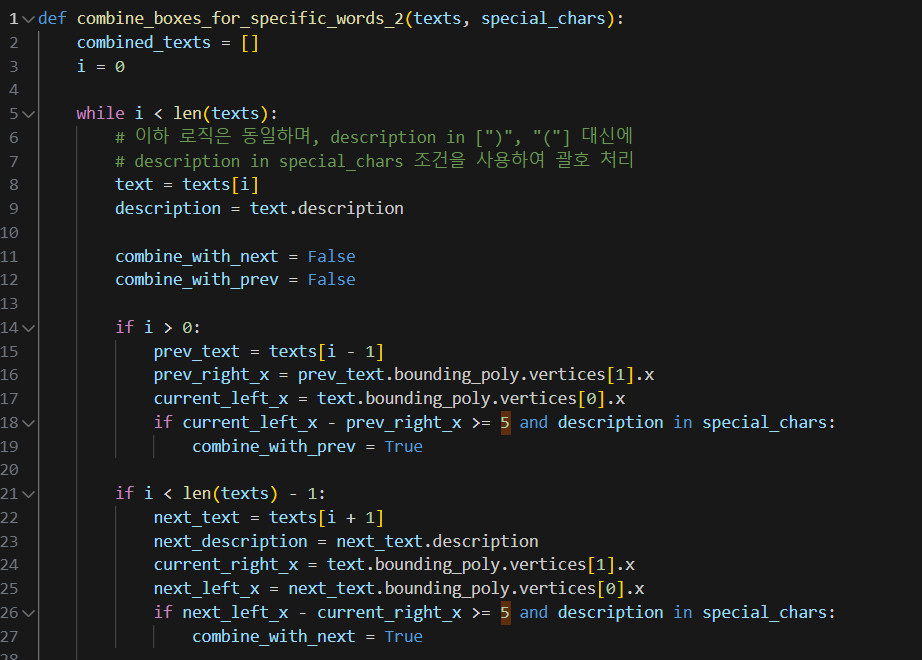 1 def combine_boxes_for_specific_words_2(texts, special_chars):
2     combined_texts = []
3     i = 0
4
5     while i < len(texts):
6         # 이하 로직은 동일하며, description in [")", "("] 대신에
7         # description in special_chars 조건을 사용하여 괄호 처리
8         text = texts[i]
9         description = text.description
10
11         combine_with_next = False
12         combine_with_prev = False
13
14         if i > 0:
15             prev_text = texts[i - 1]
16             prev_right_x = prev_text.bounding_poly.vertices[1].x
17             current_left_x = text.bounding_poly.vertices[0].x
18             if current_left_x - prev_right_x >= 5 and description in special_chars:
19                 combine_with_prev = True
20
21         if i < len(texts) - 1:
22             next_text = texts[i + 1]
23             next_description = next_text.description
24             current_right_x = text.bounding_poly.vertices[1].x
25             next_left_x = next_text.bounding_poly.vertices[0].x
26             if next_left_x - current_right_x >= 5 and description in special_chars:
27                 combine_with_next = True
28